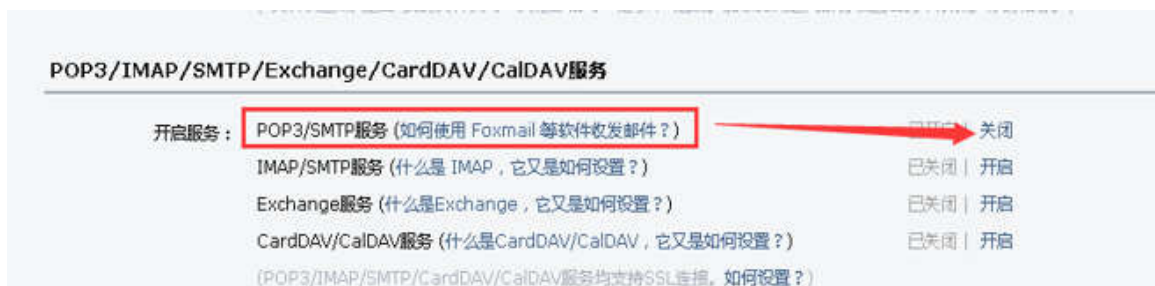 POP3/IMAP/SMTP/Exchange/CardDAV/CalDAV服务
开启服务： POP3/SMTP服务 (如何使用 Foxmail 等软件收发邮件？) 已开启 | 关闭
IMAP/SMTP服务 (什么是 IMAP，它又是如何设置？) 已关闭 | 开启
Exchange服务 (什么是Exchange，它又是如何设置？) 已关闭 | 开启
CardDAV/CalDAV服务 (什么是CardDAV/CalDAV，它又是如何设置？) 已关闭 | 开启
(POP3/IMAP/SMTP/CardDAV/CalDAV服务均支持SSL连接。如何设置？)